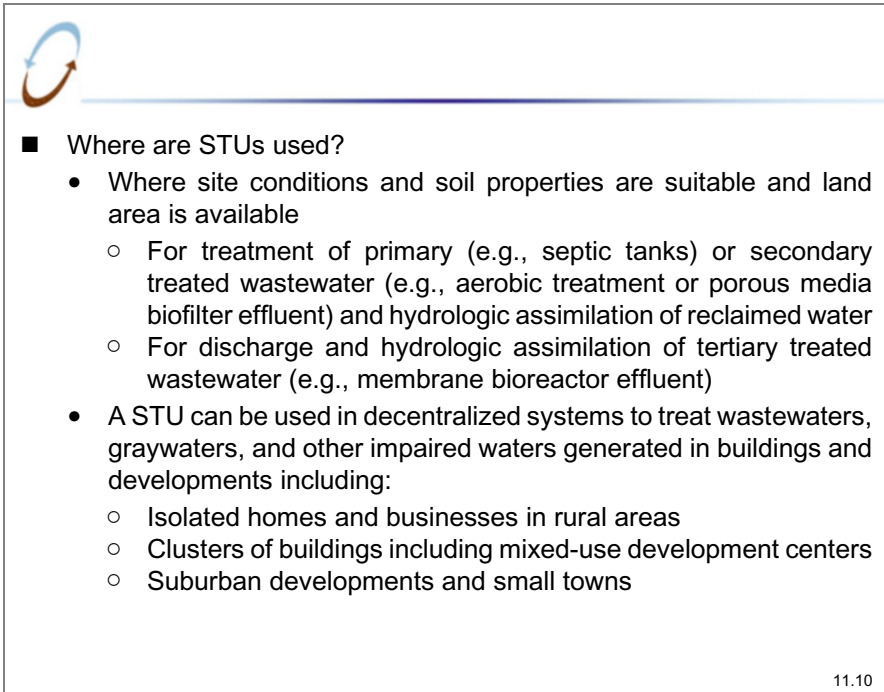 ■ Where are STUs used?
• Where site conditions and soil properties are suitable and land
area is available
○ For treatment of primary (e.g., septic tanks) or secondary
treated wastewater (e.g., aerobic treatment or porous media
biofilter effluent) and hydrologic assimilation of reclaimed water
○ For discharge and hydrologic assimilation of tertiary treated
wastewater (e.g., membrane bioreactor effluent)
• A STU can be used in decentralized systems to treat wastewaters,
graywaters, and other impaired waters generated in buildings and
developments including:
○ Isolated homes and businesses in rural areas
○ Clusters of buildings including mixed-use development centers
○ Suburban developments and small towns
11.10